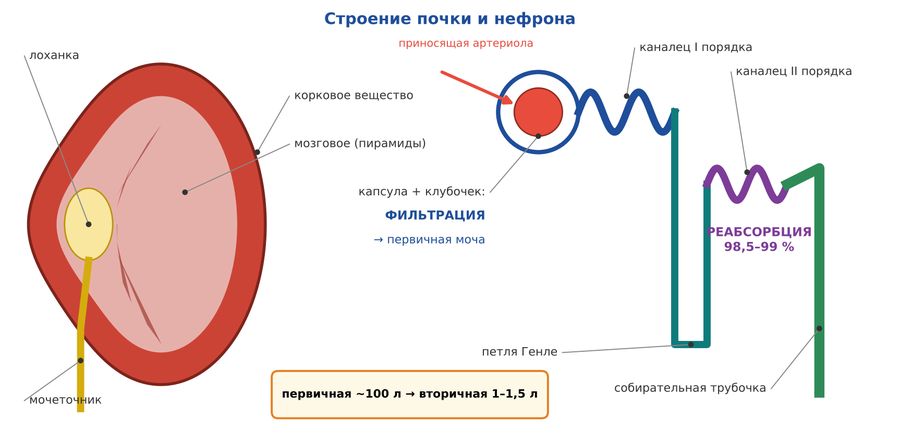 Строение почки и нефрона
приносящая артериола
лоханка
каналец I порядка
каналец II порядка
корковое вещество
мозговое (пирамиды)
капсула + клубочек:
ФИЛЬТРАЦИЯ
→ первичная моча
РЕАБСОРБЦИЯ
98,5–99 %
петля Генле
собирательная трубочка
первичная ~100 л → вторичная 1–1,5 л
мочеточник